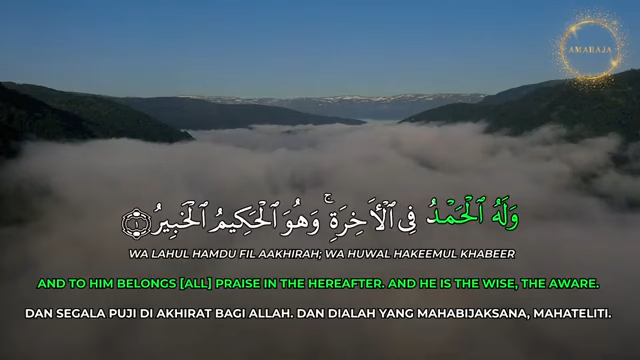 AMARAJA
وَلَهُ ٱلْحَمْدُ فِى ٱلْـَٔاخِرَةِ ۚ وَهُوَ ٱلْحَكِيمُ ٱلْخَبِيرُ ١
WA LAHUL HAMDU FIL AAKHIRAH; WA HUWAL HAKEEMUL KHABEER
AND TO HIM BELONGS [ALL] PRAISE IN THE HEREAFTER. AND HE IS THE WISE, THE AWARE.
DAN SEGALA PUJI DI AKHIRAT BAGI ALLAH. DAN DIALAH YANG MAHABIJAKSANA, MAHATELITI.